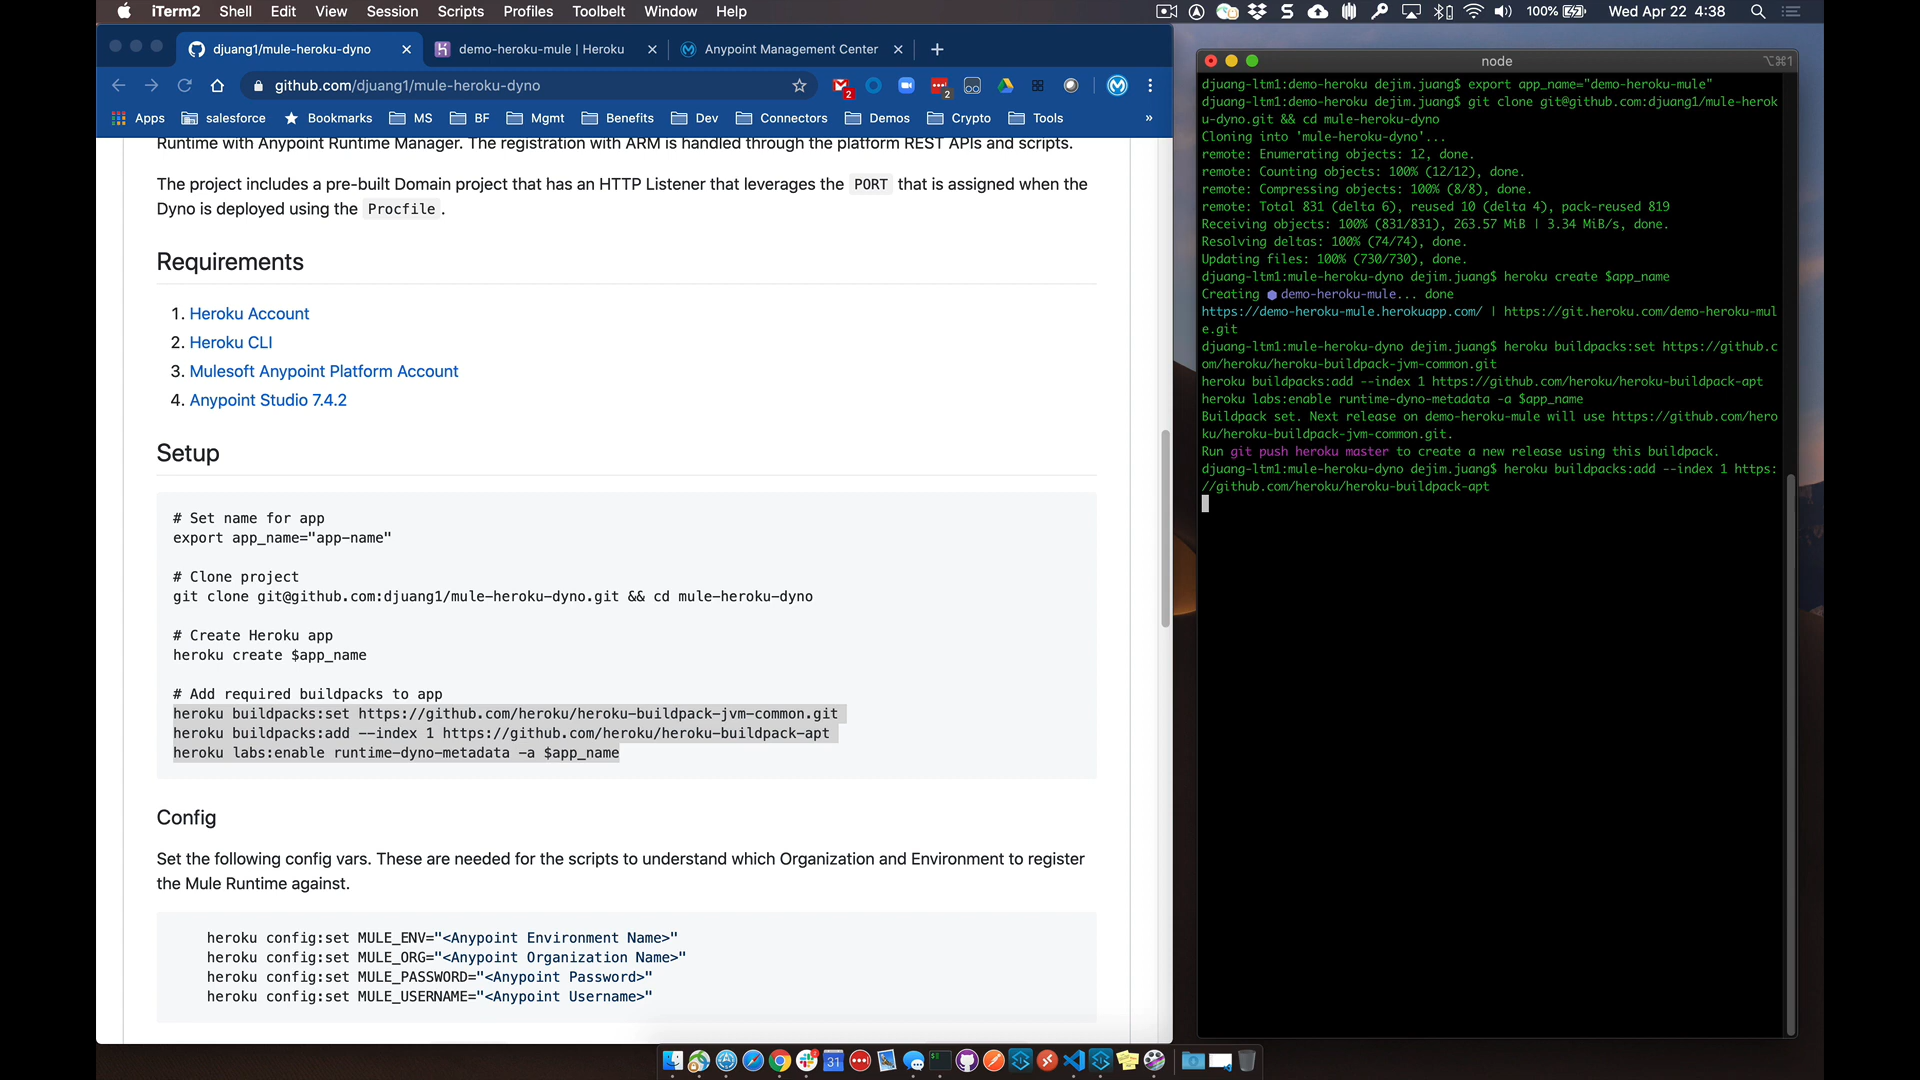 iTerm2 Shell Edit View Session Scripts Profiles Toolbelt Window Help 100% Wed Apr 22 4:38
djuang1/mule-heroku-dyno demo-heroku-mule | Heroku Anypoint Management Center
github.com/djuang1/mule-heroku-dyno 2 2
Apps salesforce Bookmarks MS BF Mgmt Benefits Dev Connectors Demos Crypto Tools »
Runtime with Anypoint Runtime Manager. The registration with ARM is handled through the platform REST APIs and scripts.
The project includes a pre-built Domain project that has an HTTP Listener that leverages the PORT that is assigned when the
Dyno is deployed using the Procfile .
Requirements
1. Heroku Account
2. Heroku CLI
3. Mulesoft Anypoint Platform Account
4. Anypoint Studio 7.4.2
Setup
# Set name for app
export app_name="app-name"
# Clone project
git clone git@github.com:djuang1/mule-heroku-dyno.git && cd mule-heroku-dyno
# Create Heroku app
heroku create $app_name
# Add required buildpacks to app
heroku buildpacks:set https://github.com/heroku/heroku-buildpack-jvm-common.git
heroku buildpacks:add --index 1 https://github.com/heroku/heroku-buildpack-apt
heroku labs:enable runtime-dyno-metadata -a $app_name
Config
Set the following config vars. These are needed for the scripts to understand which Organization and Environment to register
the Mule Runtime against.
heroku config:set MULE_ENV="<Anypoint Environment Name>"
heroku config:set MULE_ORG="<Anypoint Organization Name>"
heroku config:set MULE_PASSWORD="<Anypoint Password>"
heroku config:set MULE_USERNAME="<Anypoint Username>"
node ⌥⌘1
djuang-ltm1:demo-heroku dejim.juang$ export app_name="demo-heroku-mule"
djuang-ltm1:demo-heroku dejim.juang$ git clone git@github.com:djuang1/mule-herok
u-dyno.git && cd mule-heroku-dyno
Cloning into 'mule-heroku-dyno'...
remote: Enumerating objects: 12, done.
remote: Counting objects: 100% (12/12), done.
remote: Compressing objects: 100% (8/8), done.
remote: Total 831 (delta 6), reused 10 (delta 4), pack-reused 819
Receiving objects: 100% (831/831), 263.57 MiB | 3.34 MiB/s, done.
Resolving deltas: 100% (74/74), done.
Updating files: 100% (730/730), done.
djuang-ltm1:mule-heroku-dyno dejim.juang$ heroku create $app_name
Creating ⬢ demo-heroku-mule... done
https://demo-heroku-mule.herokuapp.com/ | https://git.heroku.com/demo-heroku-mul
e.git
djuang-ltm1:mule-heroku-dyno dejim.juang$ heroku buildpacks:set https://github.c
om/heroku/heroku-buildpack-jvm-common.git
heroku buildpacks:add --index 1 https://github.com/heroku/heroku-buildpack-apt
heroku labs:enable runtime-dyno-metadata -a $app_name
Buildpack set. Next release on demo-heroku-mule will use https://github.com/hero
ku/heroku-buildpack-jvm-common.git.
Run git push heroku master to create a new release using this buildpack.
djuang-ltm1:mule-heroku-dyno dejim.juang$ heroku buildpacks:add --index 1 https:
//github.com/heroku/heroku-buildpack-apt
31